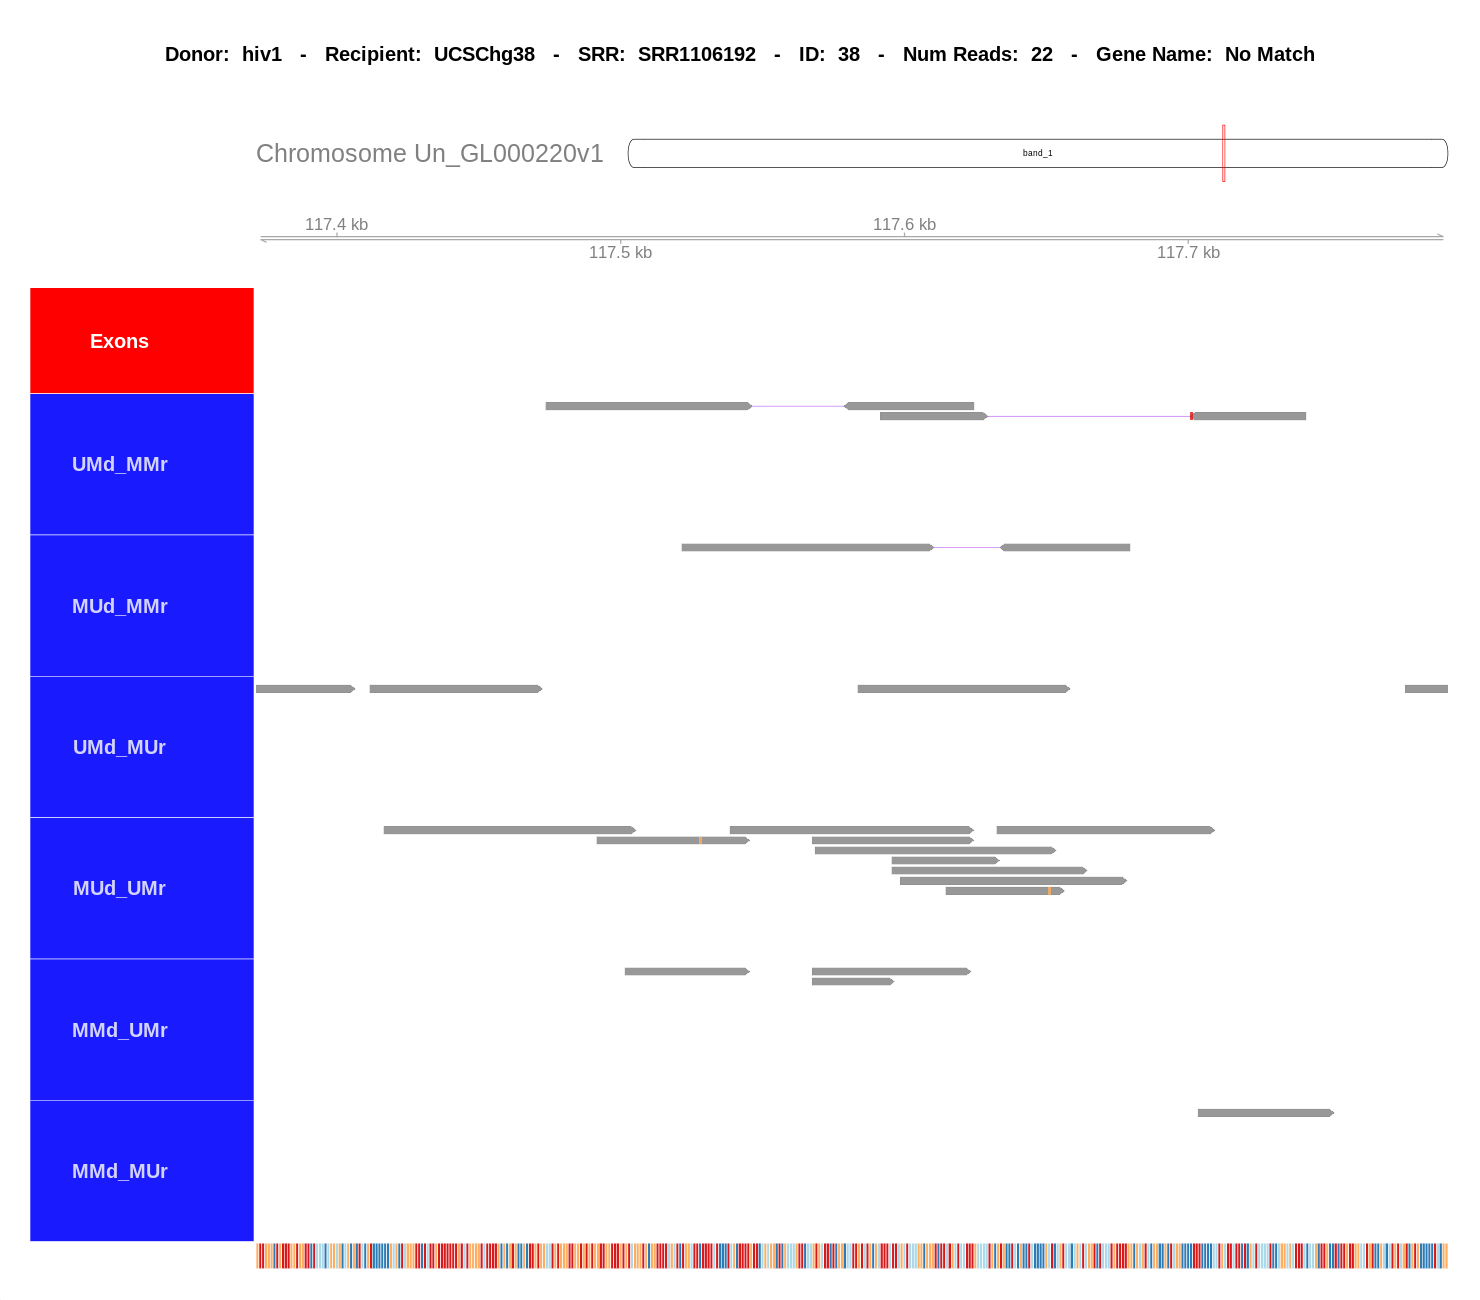 Donor: hiv1 - Recipient: UCSChg38 - SRR: SRR1106192 - ID: 38 - Num Reads: 22 - Gene Name: No Match
Chromosome Un_GL000220v1
band_1
117.4 kb
117.6 kb
117.5 kb
117.7 kb
Exons
UMd_MMr
MUd_MMr
UMd_MUr
MUd_UMr
MMd_UMr
MMd_MUr